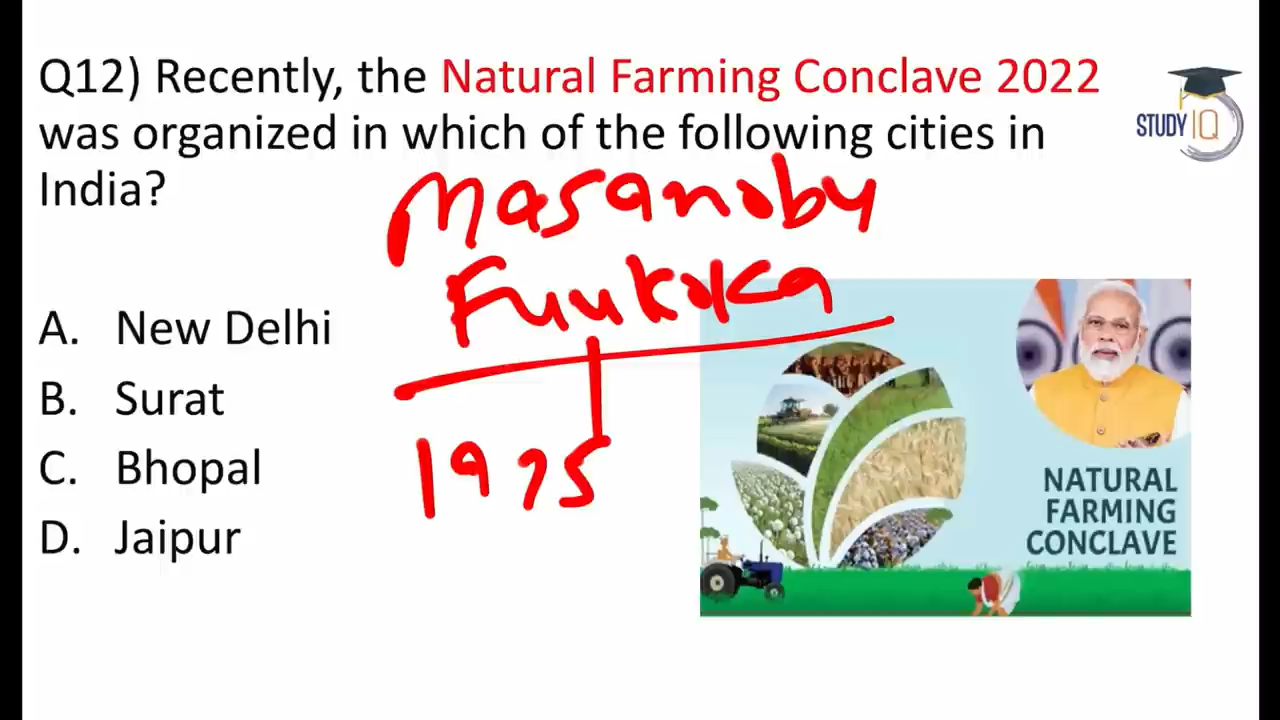 Q12) Recently, the Natural Farming Conclave 2022
was organized in which of the following cities in
India?
STUDY IQ
Masanoby
Fuukoka
1975
A. New Delhi
B. Surat
C. Bhopal
D. Jaipur
NATURAL
FARMING
CONCLAVE